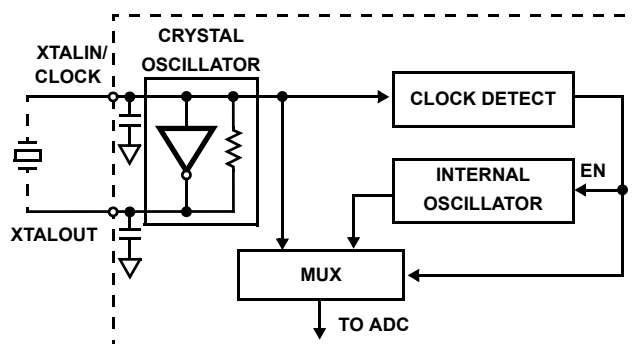 CRYSTAL
OSCILLATOR
XTALIN/
CLOCK
CLOCK DETECT
INTERNAL
OSCILLATOR
EN
XTALOUT
MUX
TO ADC